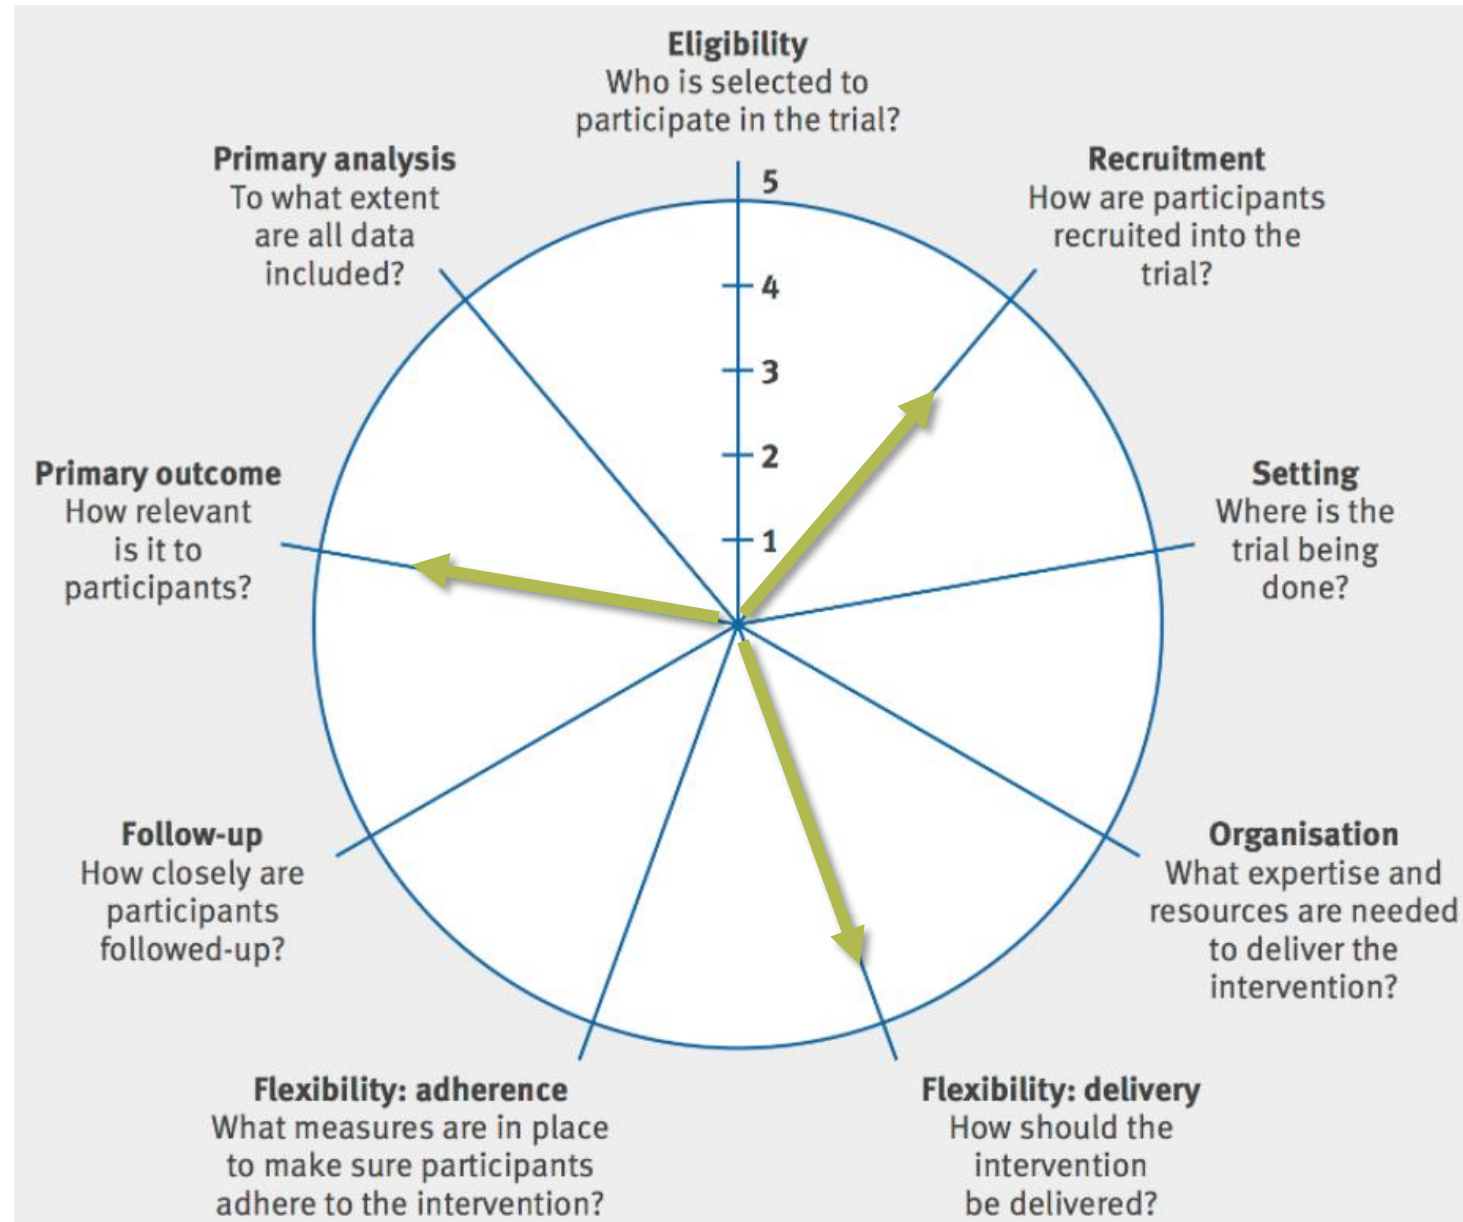 Eligibility
Who is selected to
participate in the trial?
Recruitment
How are participants
recruited into the
trial?
Setting
Where is the
trial being
done?
Organisation
What expertise and
resources are needed
to deliver the
intervention?
Flexibility: delivery
How should the
intervention
be delivered?
Flexibility: adherence
What measures are in place
to make sure participants
adhere to the intervention?
Follow-up
How closely are
participants
followed-up?
Primary outcome
How relevant
is it to
participants?
Primary analysis
To what extent
are all data
included?
5
4
3
2
1